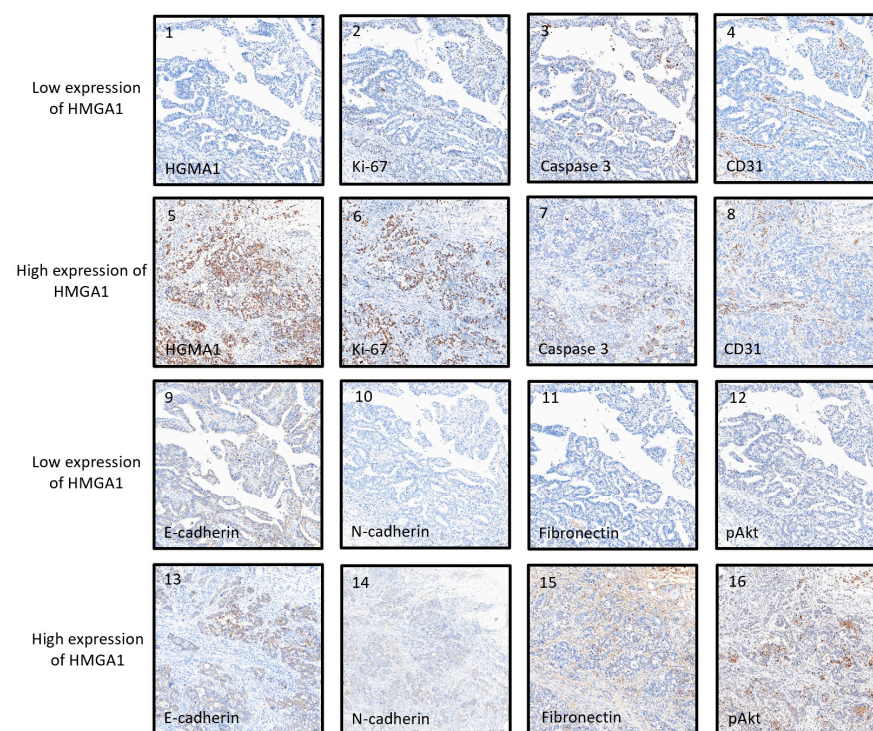 1
2
3
4
Low expression
of HMGA1
HGMA1
Ki-67
Caspase 3
CD31
5
6
7
8
High expression of
HMGA1
HGMA1
Ki-67
Caspase 3
CD31
9
10
11
12
Low expression
of HMGA1
E-cadherin
N-cadherin
Fibronectin
pAkt
13
14
15
16
High expression
of HMGA1
E-cadherin
N-cadherin
Fibronectin
pAkt